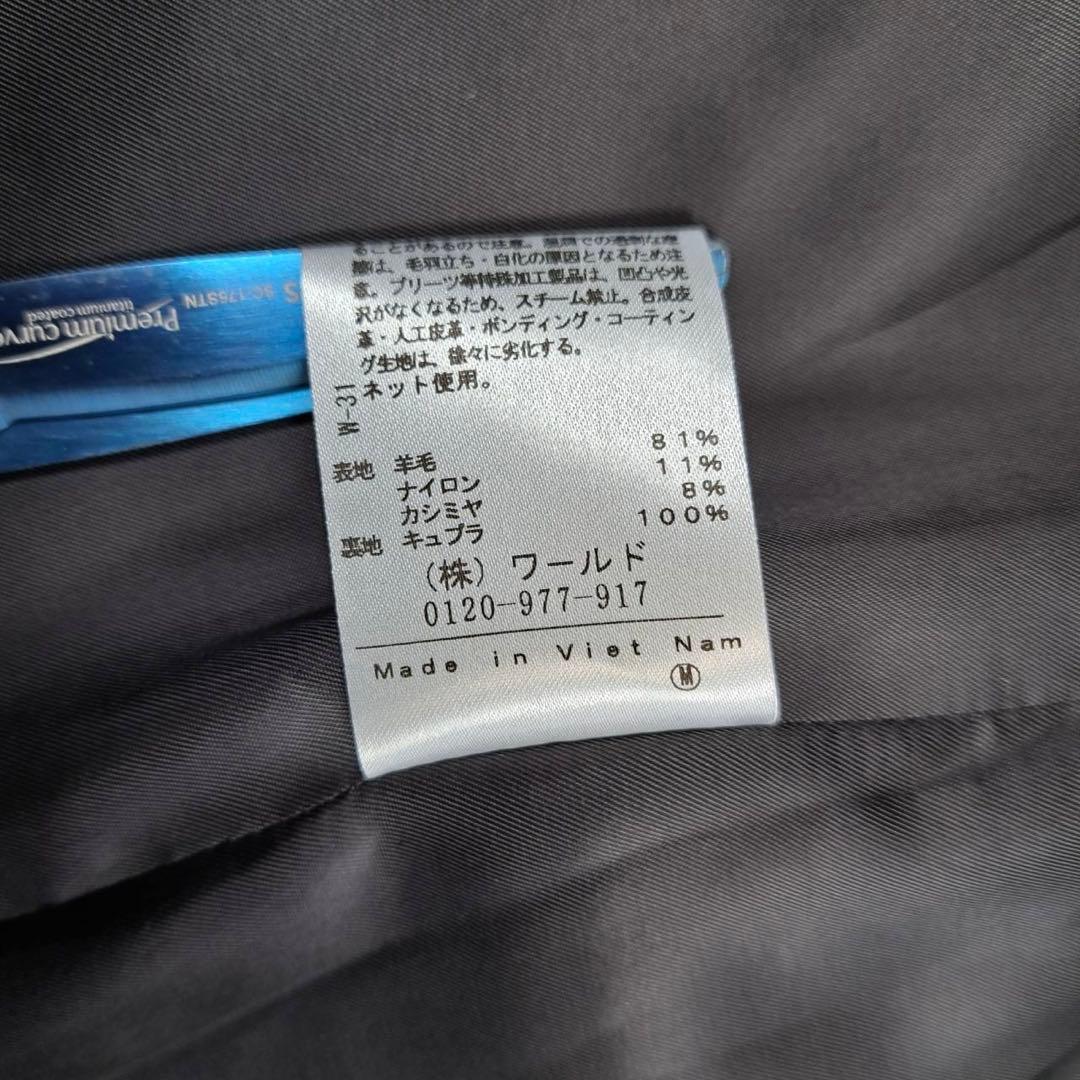 ることがあるので注意。湿潤での過剰な摩
擦は、毛羽立ち・白化の原因となるため注
意。プリーツ等特殊加工製品は、凹凸や光
沢がなくなるため、スチーム禁止。合成皮
革・人工皮革・ボンディング・コーティン
グ生地は、徐々に劣化する。
ネット使用。
W-31
表地 羊毛 81%
ナイロン 11%
カシミヤ 8%
裏地 キュプラ 100%
(株) ワールド
0120-977-917
Made in Viet Nam
M
Premium curve
titanium coated
SC-175STN